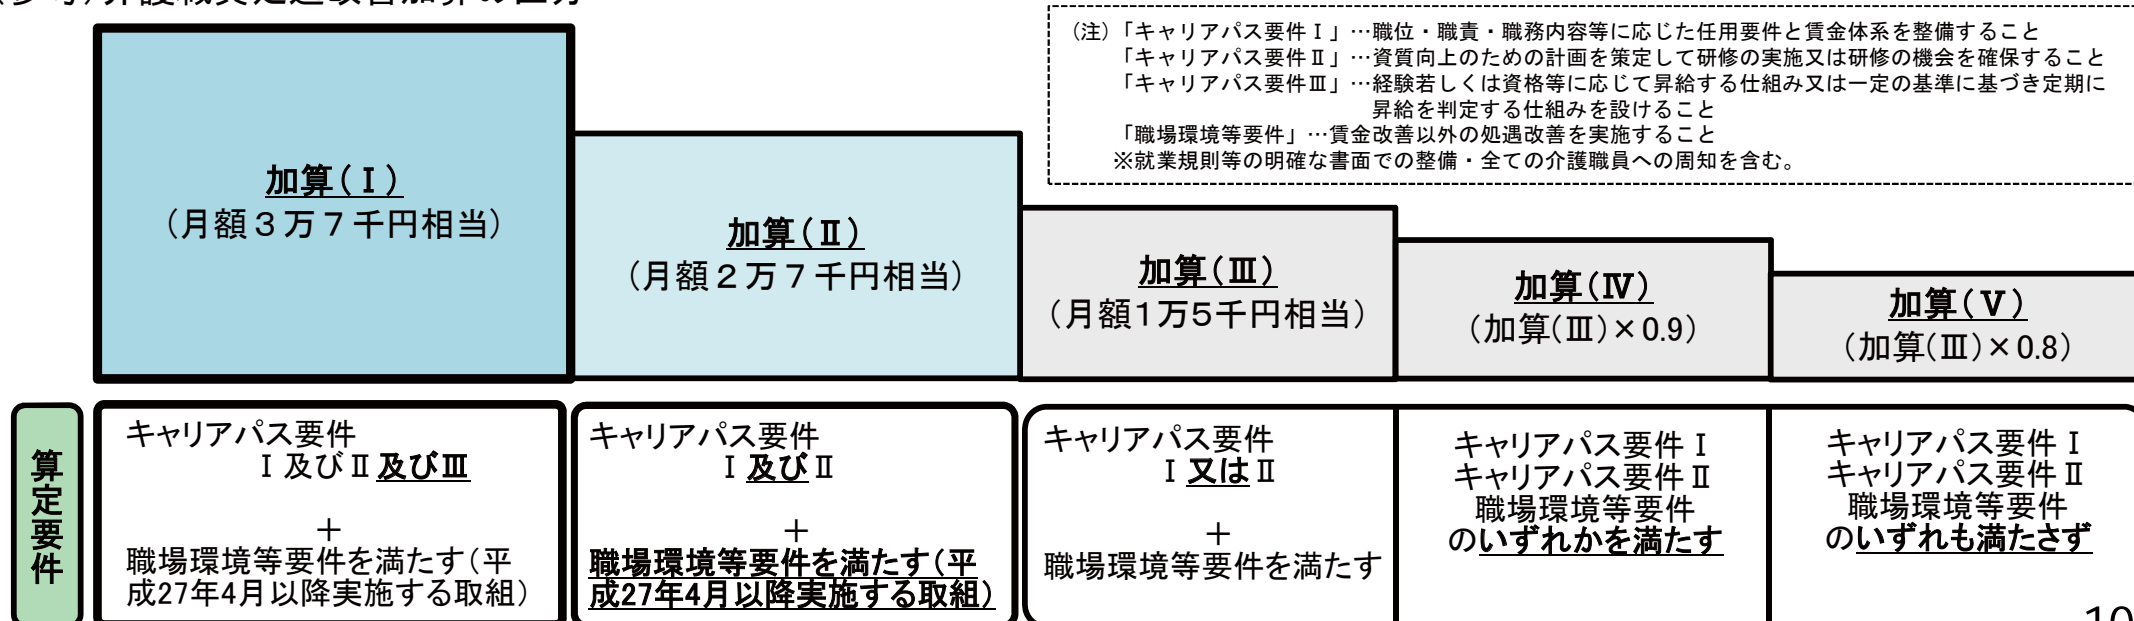 (注)「キャリアパス要件Ⅰ」…職位・職責・職務内容等に応じた任用要件と賃金体系を整備すること
「キャリアパス要件Ⅱ」…資質向上のための計画を策定して研修の実施又は研修の機会を確保すること
「キャリアパス要件Ⅲ」…経験若しくは資格等に応じて昇給する仕組み又は一定の基準に基づき定期に
昇給を判定する仕組みを設けること
「職場環境等要件」…賃金改善以外の処遇改善を実施すること
※就業規則等の明確な書面での整備・全ての介護職員への周知を含む。
加算(Ⅰ)
(月額3万7千円相当)
加算(Ⅱ)
(月額2万7千円相当)
加算(Ⅲ)
(月額1万5千円相当)
加算(Ⅳ)
(加算(Ⅲ)×0.9)
加算(Ⅴ)
(加算(Ⅲ)×0.8)
算定要件
キャリアパス要件
Ⅰ及びⅡ及びⅢ
+
職場環境等要件を満たす(平
成27年4月以降実施する取組)
キャリアパス要件
Ⅰ及びⅡ
+
職場環境等要件を満たす(平
成27年4月以降実施する取組)
キャリアパス要件
Ⅰ又はⅡ
+
職場環境等要件を満たす
キャリアパス要件Ⅰ
キャリアパス要件Ⅱ
職場環境等要件
のいずれかを満たす
キャリアパス要件Ⅰ
キャリアパス要件Ⅱ
職場環境等要件
のいずれも満たさず